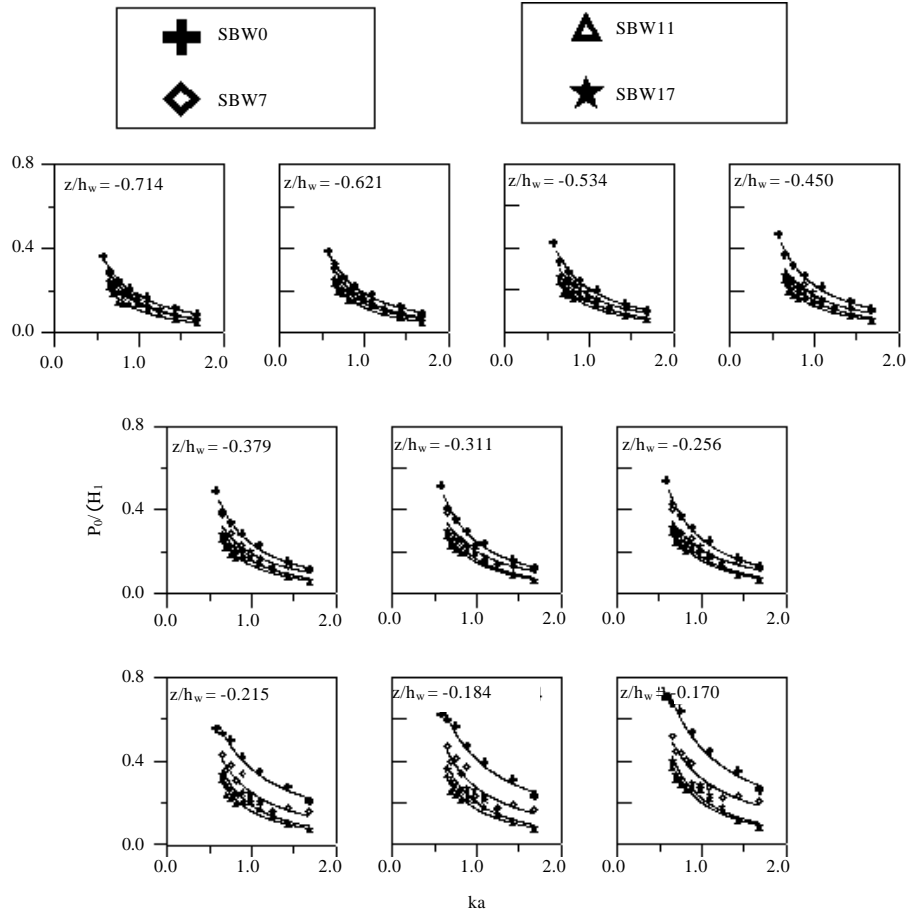 SBW0
SBW7
SBW11
SBW17
0.8
0.4
0.0
z/hw = -0.714
0.0 1.0 2.0
z/hw = -0.621
0.0 1.0 2.0
z/hw = -0.534
0.0 1.0 2.0
z/hw = -0.450
0.0 1.0 2.0
P0/ (H1
0.8
0.4
0.0
z/hw = -0.379
0.0 1.0 2.0
z/hw = -0.311
0.0 1.0 2.0
z/hw = -0.256
0.0 1.0 2.0
0.8
0.4
0.0
z/hw = -0.215
0.0 1.0 2.0
z/hw = -0.184
0.0 1.0 2.0
z/hw = -0.170
0.0 1.0 2.0
ka